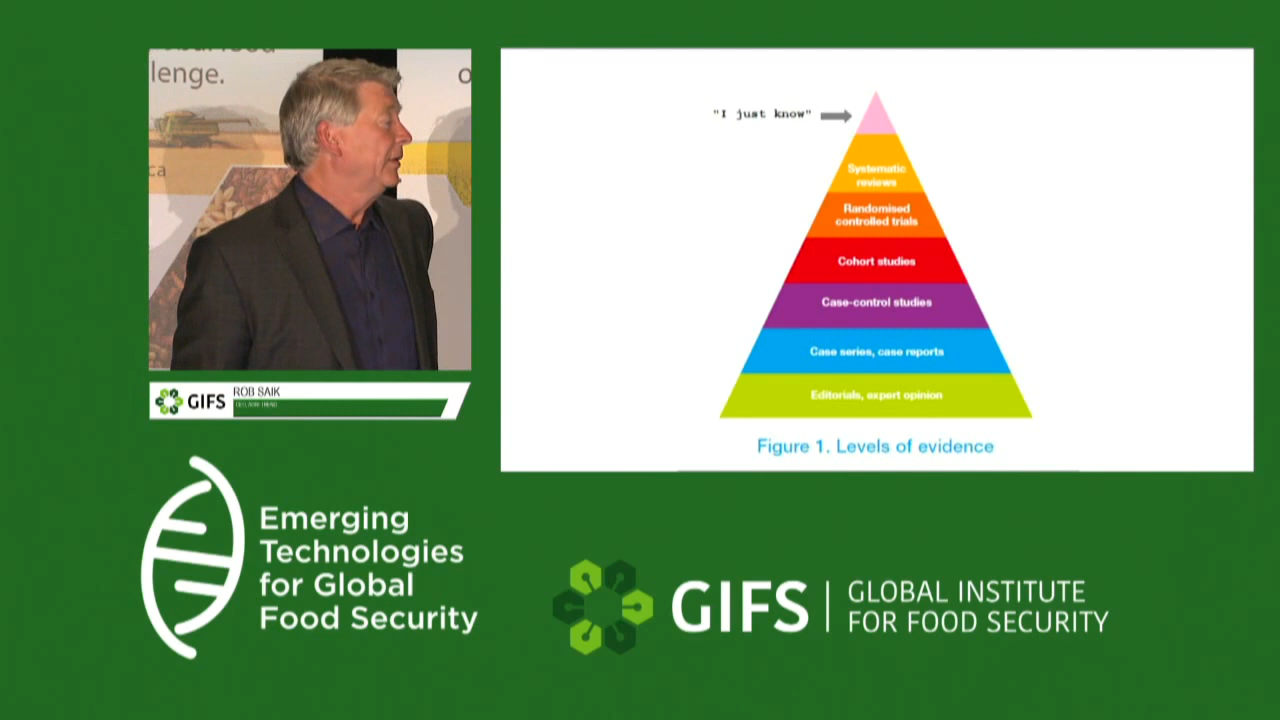 lenge.
ca
GIFS
ROB SAIK
"I just know"
Systematic
reviews
Randomised
controlled trials
Cohort studies
Case-control studies
Case series, case reports
Editorials, expert opinion
Figure 1. Levels of evidence
Emerging
Technologies
for Global
Food Security
GIFS
GLOBAL INSTITUTE
FOR FOOD SECURITY